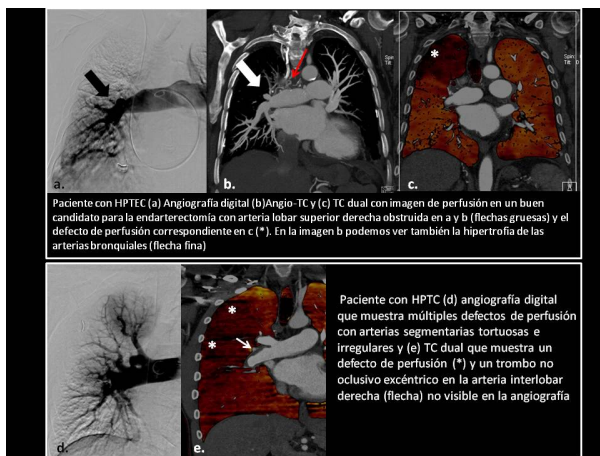 Spin
Tilt
Spin
Tilt
a.
b.
c.
Paciente con HPTEC (a) Angiografía digital (b)Angio-TC y (c) TC dual con imagen de perfusión en un buen
candidato para la endarterectomía con arteria lobar superior derecha obstruida en a y b (flechas gruesas) y el
defecto de perfusión correspondiente en c (*). En la imagen b podemos ver también la hipertrofia de las
arterias bronquiales (flecha fina)
Paciente con HPTC (d) angiografía digital
que muestra múltiples defectos de perfusión
con arterias segmentarias tortuosas e
irregulares y (e) TC dual que muestra un
defecto de perfusión (*) y un trombo no
oclusivo excéntrico en la arteria interlobar
derecha (flecha) no visible en la angiografía
d.
e.